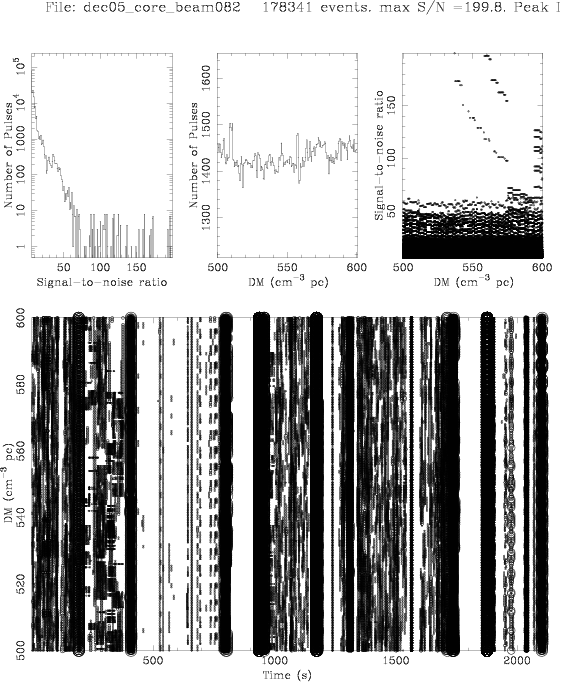 File: dec05_core_beam082 178341 events. max S/N =199.8. Peak I
Number of Pulses
1 10 100 1000 10⁴ 10⁵
50 100 150
Signal-to-noise ratio
Number of Pulses
1300 1400 1500 1600
500 550 600
DM (cm⁻³ pc)
Signal-to-noise ratio
50 100 150
500 550 600
DM (cm⁻³ pc)
DM (cm⁻³ pc)
500 520 540 560 580 600
500 1000 1500 2000
Time (s)